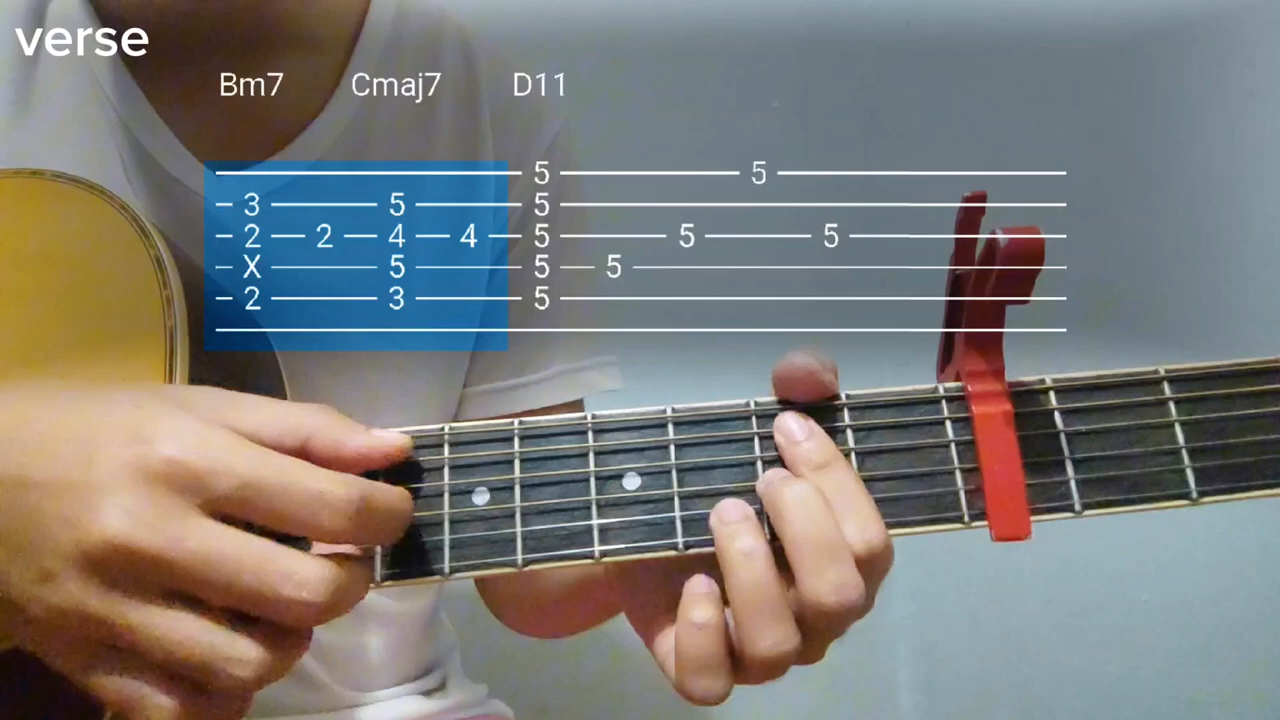 verse
Bm7 Cmaj7 D11
5 5
3 5 5
2 2 4 4 5 5 5
X 5 5 5
2 3 5